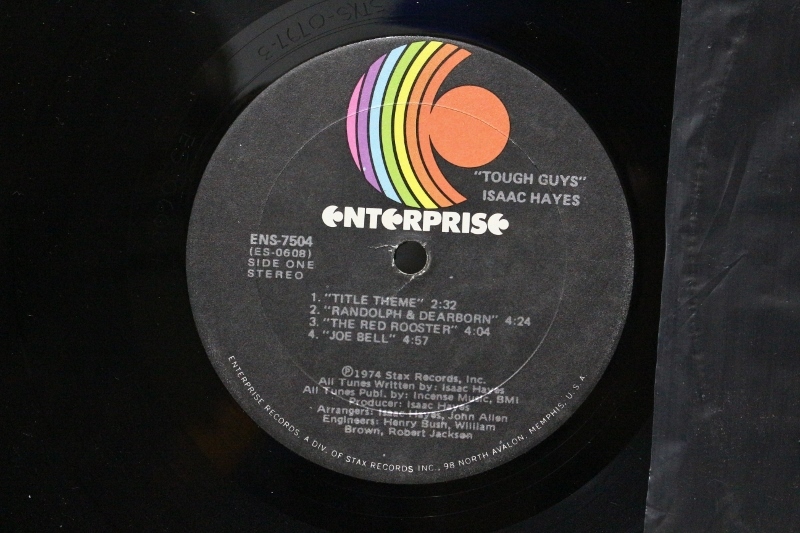 "TOUGH GUYS"
ISAAC HAYES
ENTERPRISE
ENS-7504
(ES-0608)
SIDE ONE
STEREO
1. "TITLE THEME" 2:32
2. "RANDOLPH & DEARBORN" 4:24
3. "THE RED ROOSTER" 4:04
4. "JOE BELL" 4:57
℗1974 Stax Records, Inc.
All Tunes Written by: Isaac Hayes
All Tunes Publ. by: Incense Music, BMI
Producer: Isaac Hayes
Arrangers: Isaac Hayes, John Allen
Engineers: Henry Bush, William
Brown, Robert Jackson
ENTERPRISE RECORDS, A DIV. OF STAX RECORDS INC., 98 NORTH AVALON, MEMPHIS, U.S.A